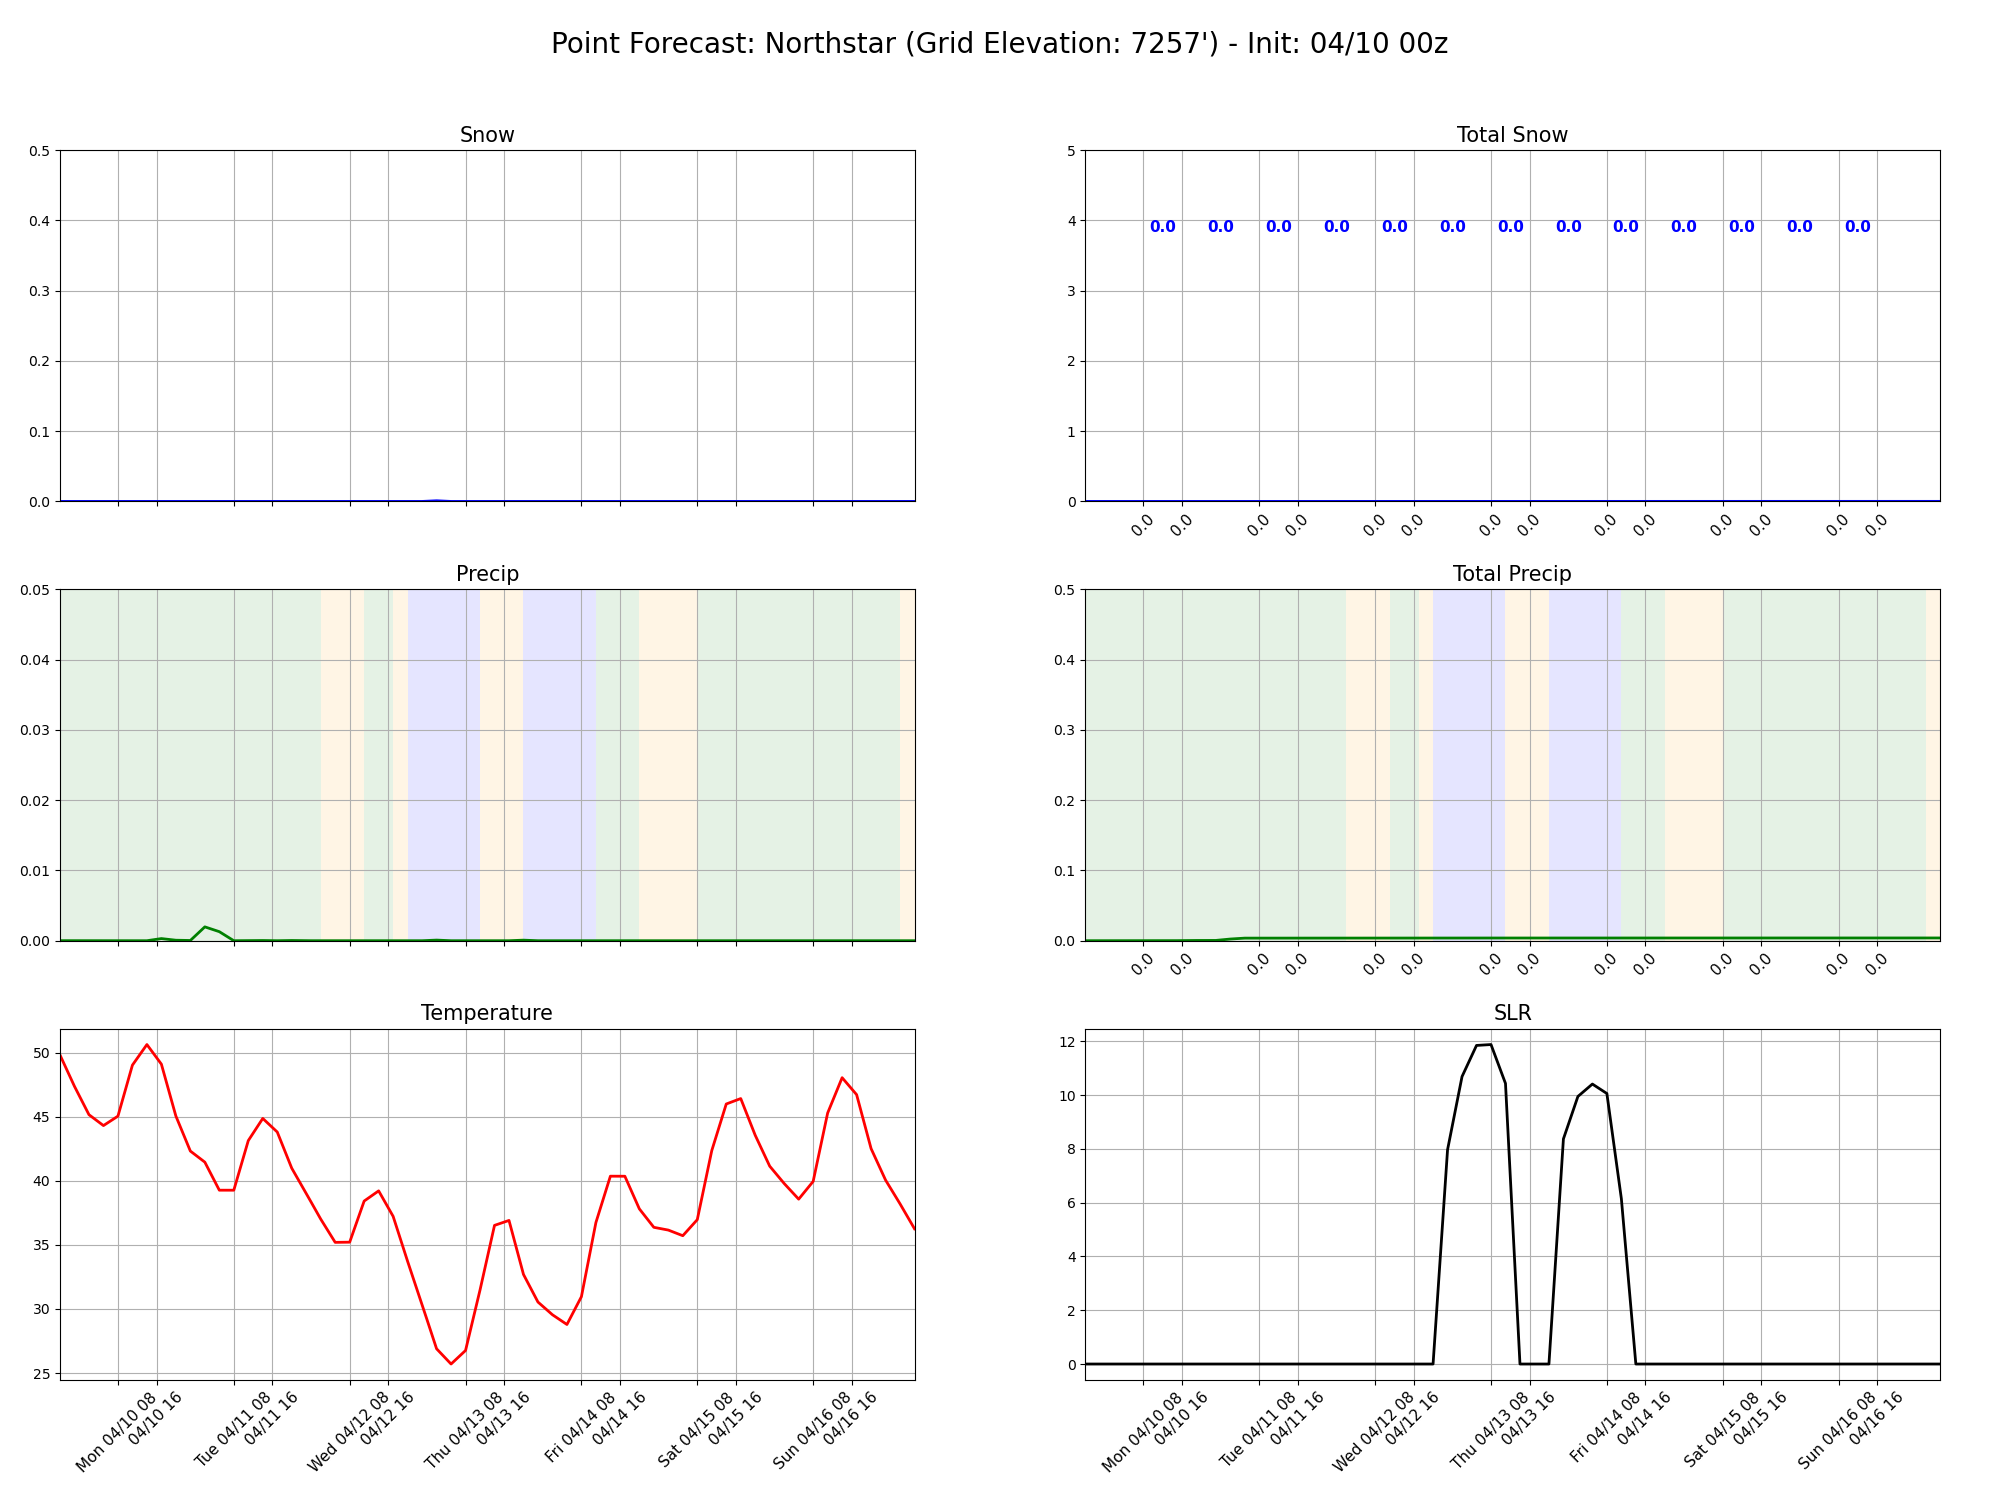 Point Forecast: Northstar (Grid Elevation: 7257') - Init: 04/10 00z
Snow
0.5
0.4
0.3
0.2
0.1
0.0
Total Snow
5
4
3
2
1
0
0.0 0.0 0.0 0.0 0.0 0.0 0.0 0.0 0.0 0.0 0.0 0.0 0.0
0.0 0.0 0.0 0.0 0.0 0.0 0.0 0.0 0.0 0.0 0.0 0.0 0.0 0.0
Precip
0.05
0.04
0.03
0.02
0.01
0.00
Total Precip
0.5
0.4
0.3
0.2
0.1
0.0
0.0 0.0 0.0 0.0 0.0 0.0 0.0 0.0 0.0 0.0 0.0 0.0 0.0 0.0
Temperature
50
45
40
35
30
25
Mon 04/10 08
04/10 16
Tue 04/11 08
04/11 16
Wed 04/12 08
04/12 16
Thu 04/13 08
04/13 16
Fri 04/14 08
04/14 16
Sat 04/15 08
04/15 16
Sun 04/16 08
04/16 16
SLR
12
10
8
6
4
2
0
Mon 04/10 08
04/10 16
Tue 04/11 08
04/11 16
Wed 04/12 08
04/12 16
Thu 04/13 08
04/13 16
Fri 04/14 08
04/14 16
Sat 04/15 08
04/15 16
Sun 04/16 08
04/16 16